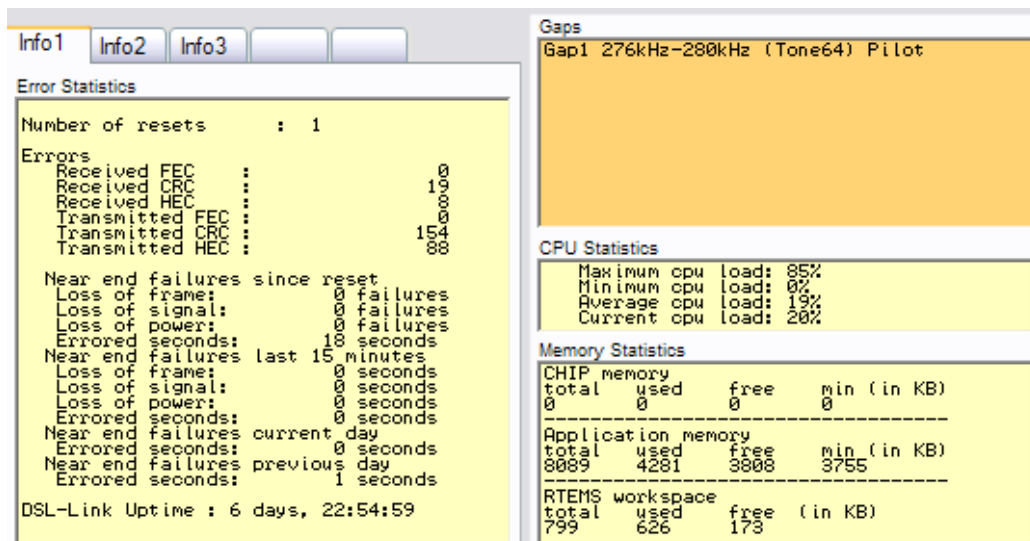 Info1 Info2 Info3
Error Statistics
Number of resets : 1
Errors
Received FEC : 0
Received CRC : 19
Received HEC : 8
Transmitted FEC : 0
Transmitted CRC : 154
Transmitted HEC : 88
Near end failures since reset
Loss of frame: 0 failures
Loss of signal: 0 failures
Loss of power: 0 failures
Errored seconds: 18 seconds
Near end failures last 15 minutes
Loss of frame: 0 seconds
Loss of signal: 0 seconds
Loss of power: 0 seconds
Errored seconds: 0 seconds
Near end failures current day
Errored seconds: 0 seconds
Near end failures previous day
Errored seconds: 1 seconds
DSL-Link Uptime : 6 days, 22:54:59
Gaps
Gap1 276kHz-280kHz (Tone64) Pilot
CPU Statistics
Maximum cpu load: 85%
Minimum cpu load: 0%
Average cpu load: 19%
Current cpu load: 20%
Memory Statistics
CHIP memory
total used free min (in KB)
0 0 0 0
----------------------------------------
Application memory
total used free min (in KB)
8089 4281 3808 3755
----------------------------------------
RTEMS workspace
total used free (in KB)
799 626 173